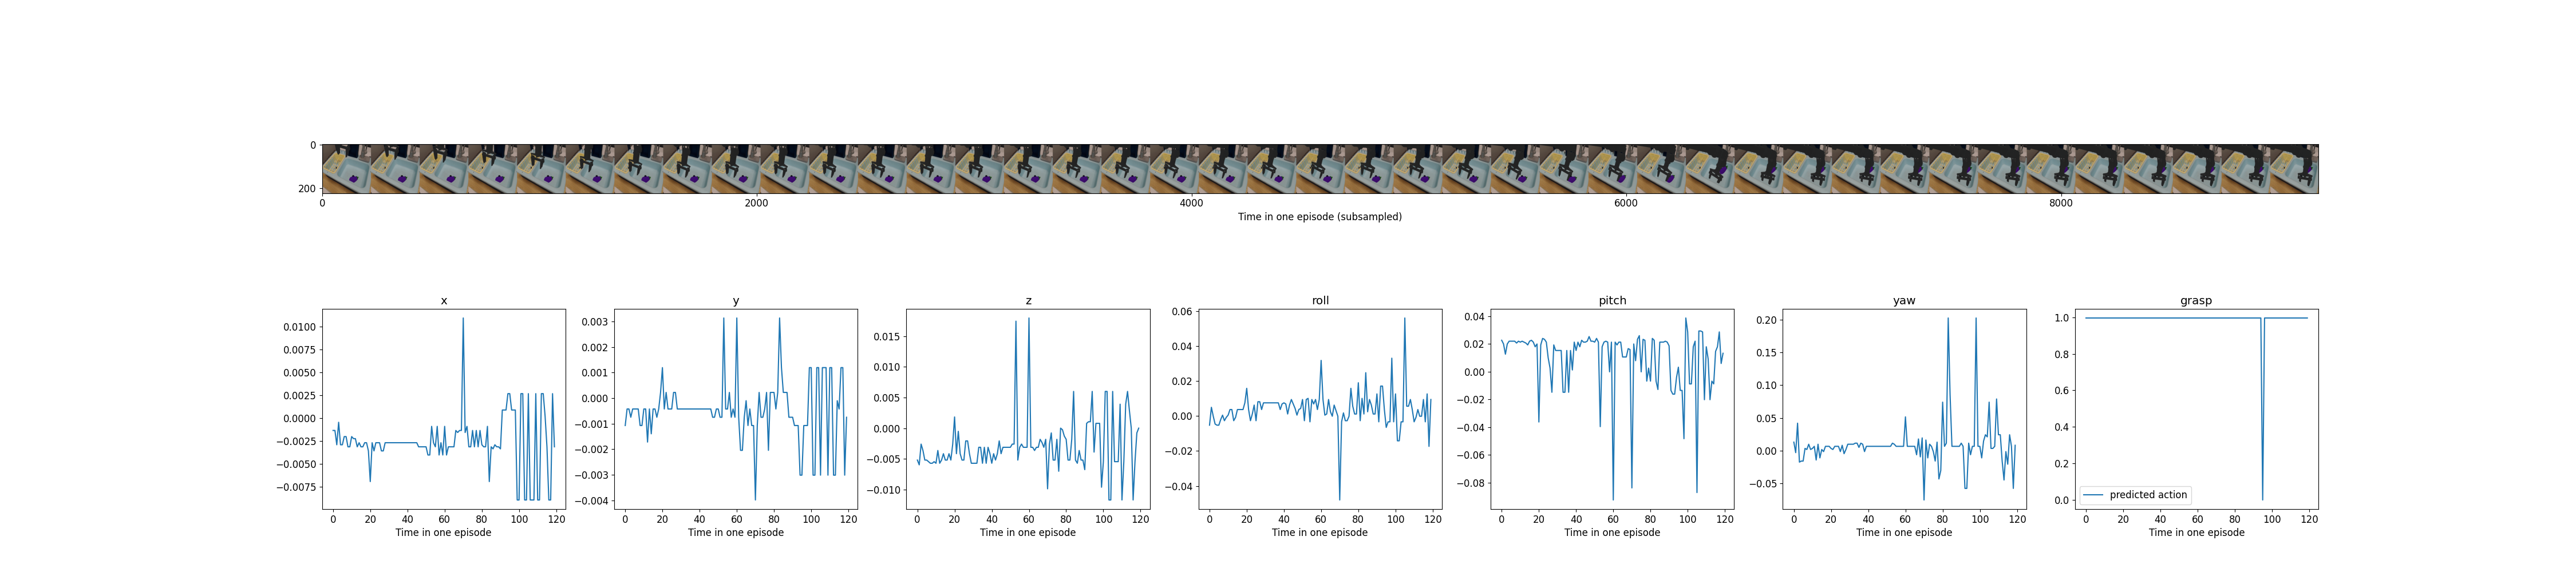 0
200
0 2000 4000 6000 8000
Time in one episode (subsampled)
x y z roll pitch yaw grasp
0.0100
0.0075
0.0050
0.0025
0.0000
−0.0025
−0.0050
−0.0075
0 20 40 60 80 100 120
Time in one episode
0.003
0.002
0.001
0.000
−0.001
−0.002
−0.003
−0.004
0 20 40 60 80 100 120
Time in one episode
0.015
0.010
0.005
0.000
−0.005
−0.010
0 20 40 60 80 100 120
Time in one episode
0.06
0.04
0.02
0.00
−0.02
−0.04
0 20 40 60 80 100 120
Time in one episode
0.04
0.02
0.00
−0.02
−0.04
−0.06
−0.08
0 20 40 60 80 100 120
Time in one episode
0.20
0.15
0.10
0.05
0.00
−0.05
0 20 40 60 80 100 120
Time in one episode
1.0
0.8
0.6
0.4
0.2
0.0
predicted action
0 20 40 60 80 100 120
Time in one episode